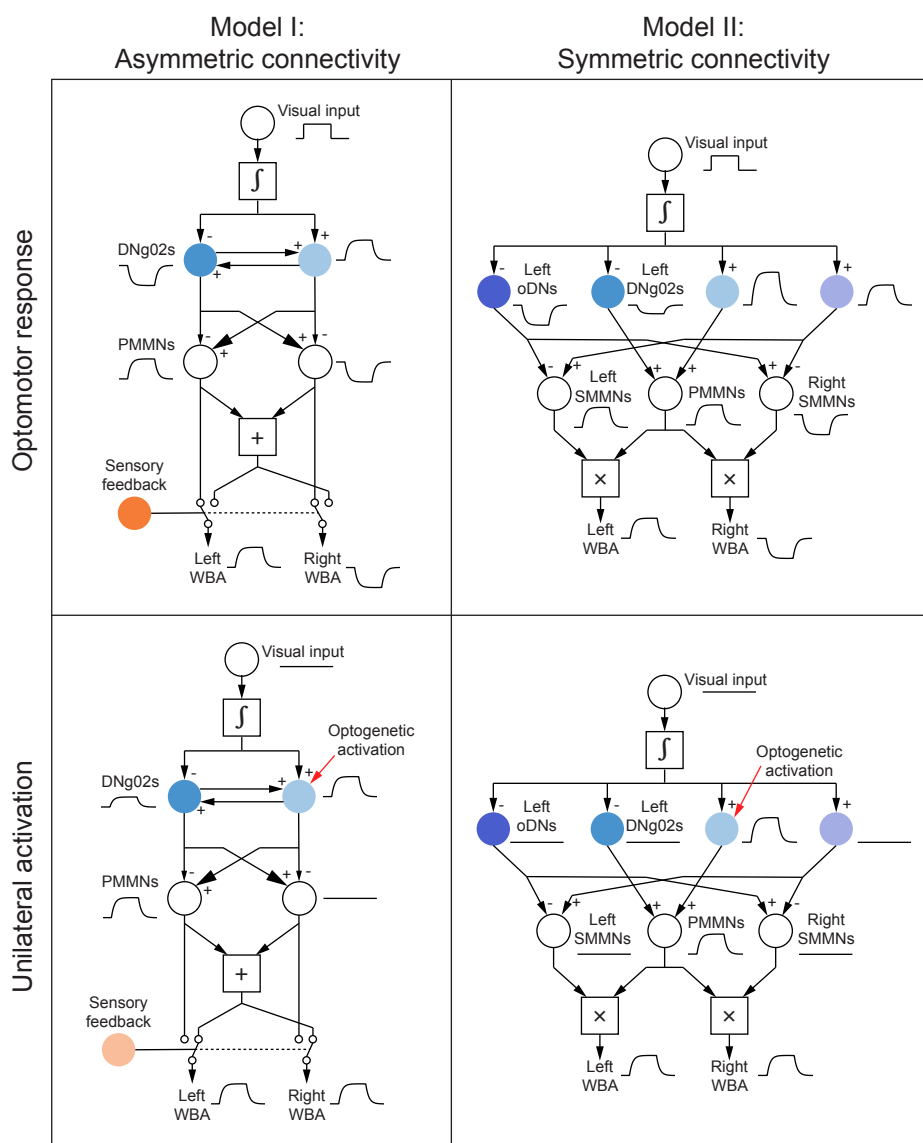 Model I:
Asymmetric connectivity
Model II:
Symmetric connectivity
Optomotor response
Visual input
∫
-
+
DNg02s
+
+
-
+
+
-
PMMNs
+
Sensory
feedback
Left
WBA
Right
WBA
Visual input
∫
-
-
+
+
Left
oDNs
Left
DNg02s
-
+
+
+
+
-
Left
SMMNs
PMMNs
Right
SMMNs
×
×
Left
WBA
Right
WBA
Unilateral activation
Visual input
∫
Optogenetic
activation
-
+
DNg02s
+
+
-
+
+
-
PMMNs
+
Sensory
feedback
Left
WBA
Right
WBA
Visual input
∫
Optogenetic
activation
-
-
+
+
Left
oDNs
Left
DNg02s
-
+
+
+
+
-
Left
SMMNs
PMMNs
Right
SMMNs
×
×
Left
WBA
Right
WBA